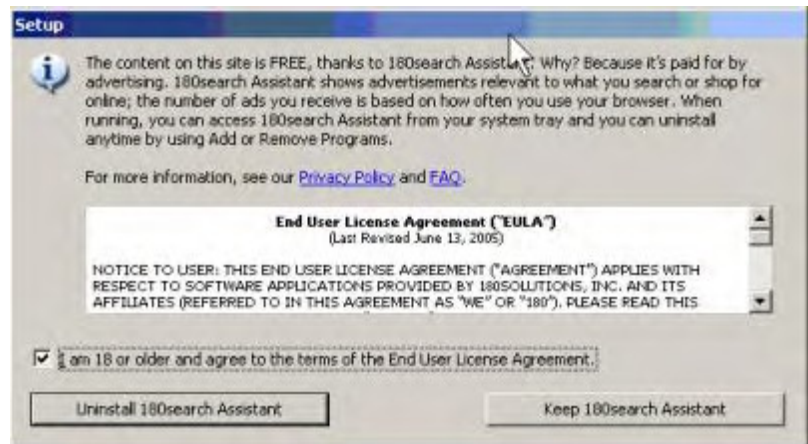 Setup
The content on this site is FREE, thanks to 180search Assistant! Why? Because it's paid for by
advertising. 180search Assistant shows advertisements relevant to what you search or shop for
online; the number of ads you receive is based on how often you use your browser. When
running, you can access 180search Assistant from your system tray and you can uninstall
anytime by using Add or Remove Programs.
For more information, see our Privacy Policy and FAQ.
End User License Agreement ("EULA")
(Last Revised June 13, 2005)
NOTICE TO USER: THIS END USER LICENSE AGREEMENT ("AGREEMENT") APPLIES WITH
RESPECT TO SOFTWARE APPLICATIONS PROVIDED BY 180SOLUTIONS, INC. AND ITS
AFFILIATES (REFERRED TO IN THIS AGREEMENT AS "WE" OR "180"). PLEASE READ THIS
I am 18 or older and agree to the terms of the End User License Agreement.
Uninstall 180search Assistant
Keep 180search Assistant